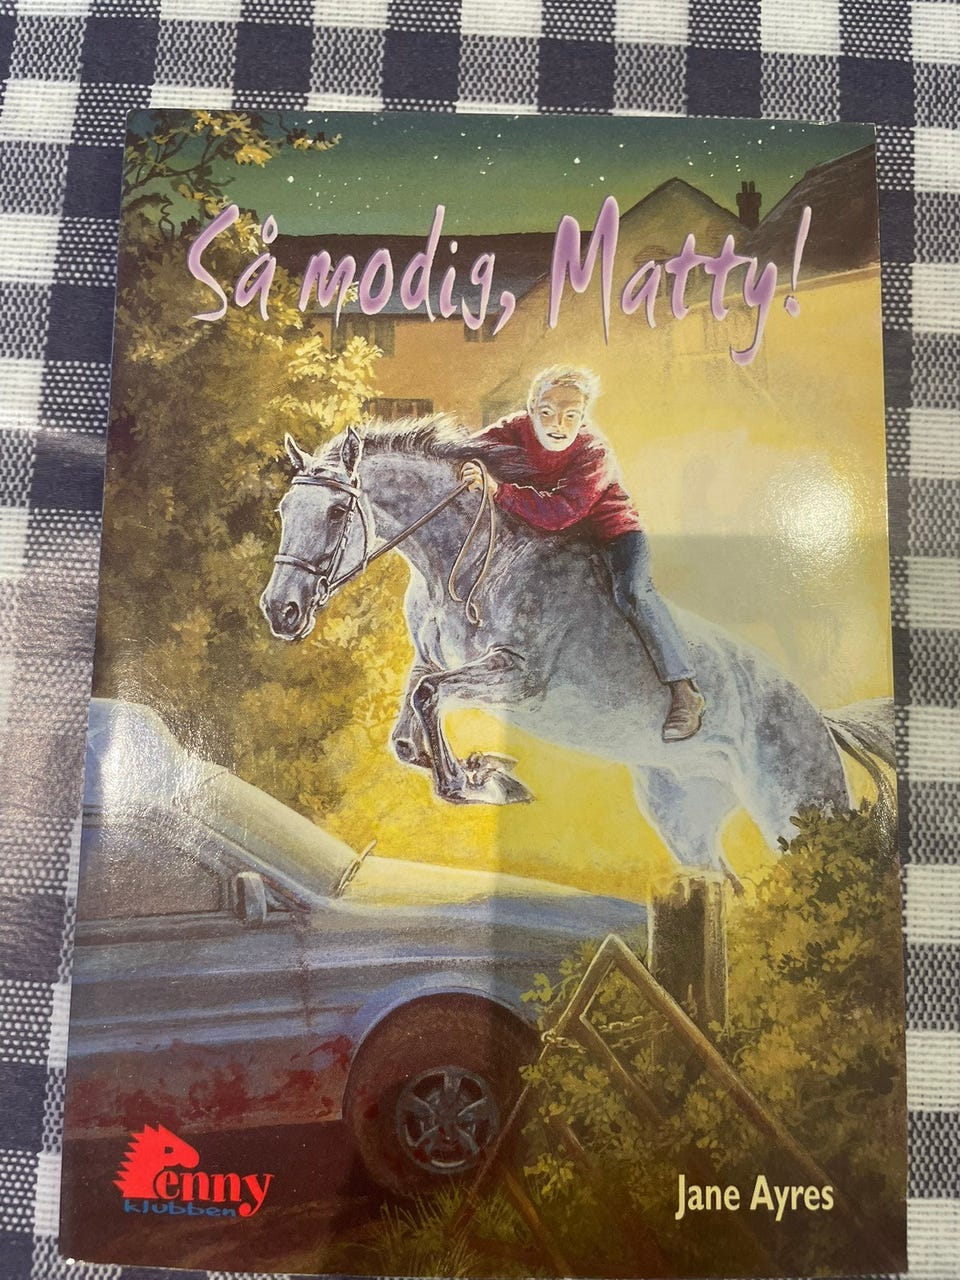 Så modig, Matty!
Penny
klubben
Jane Ayres